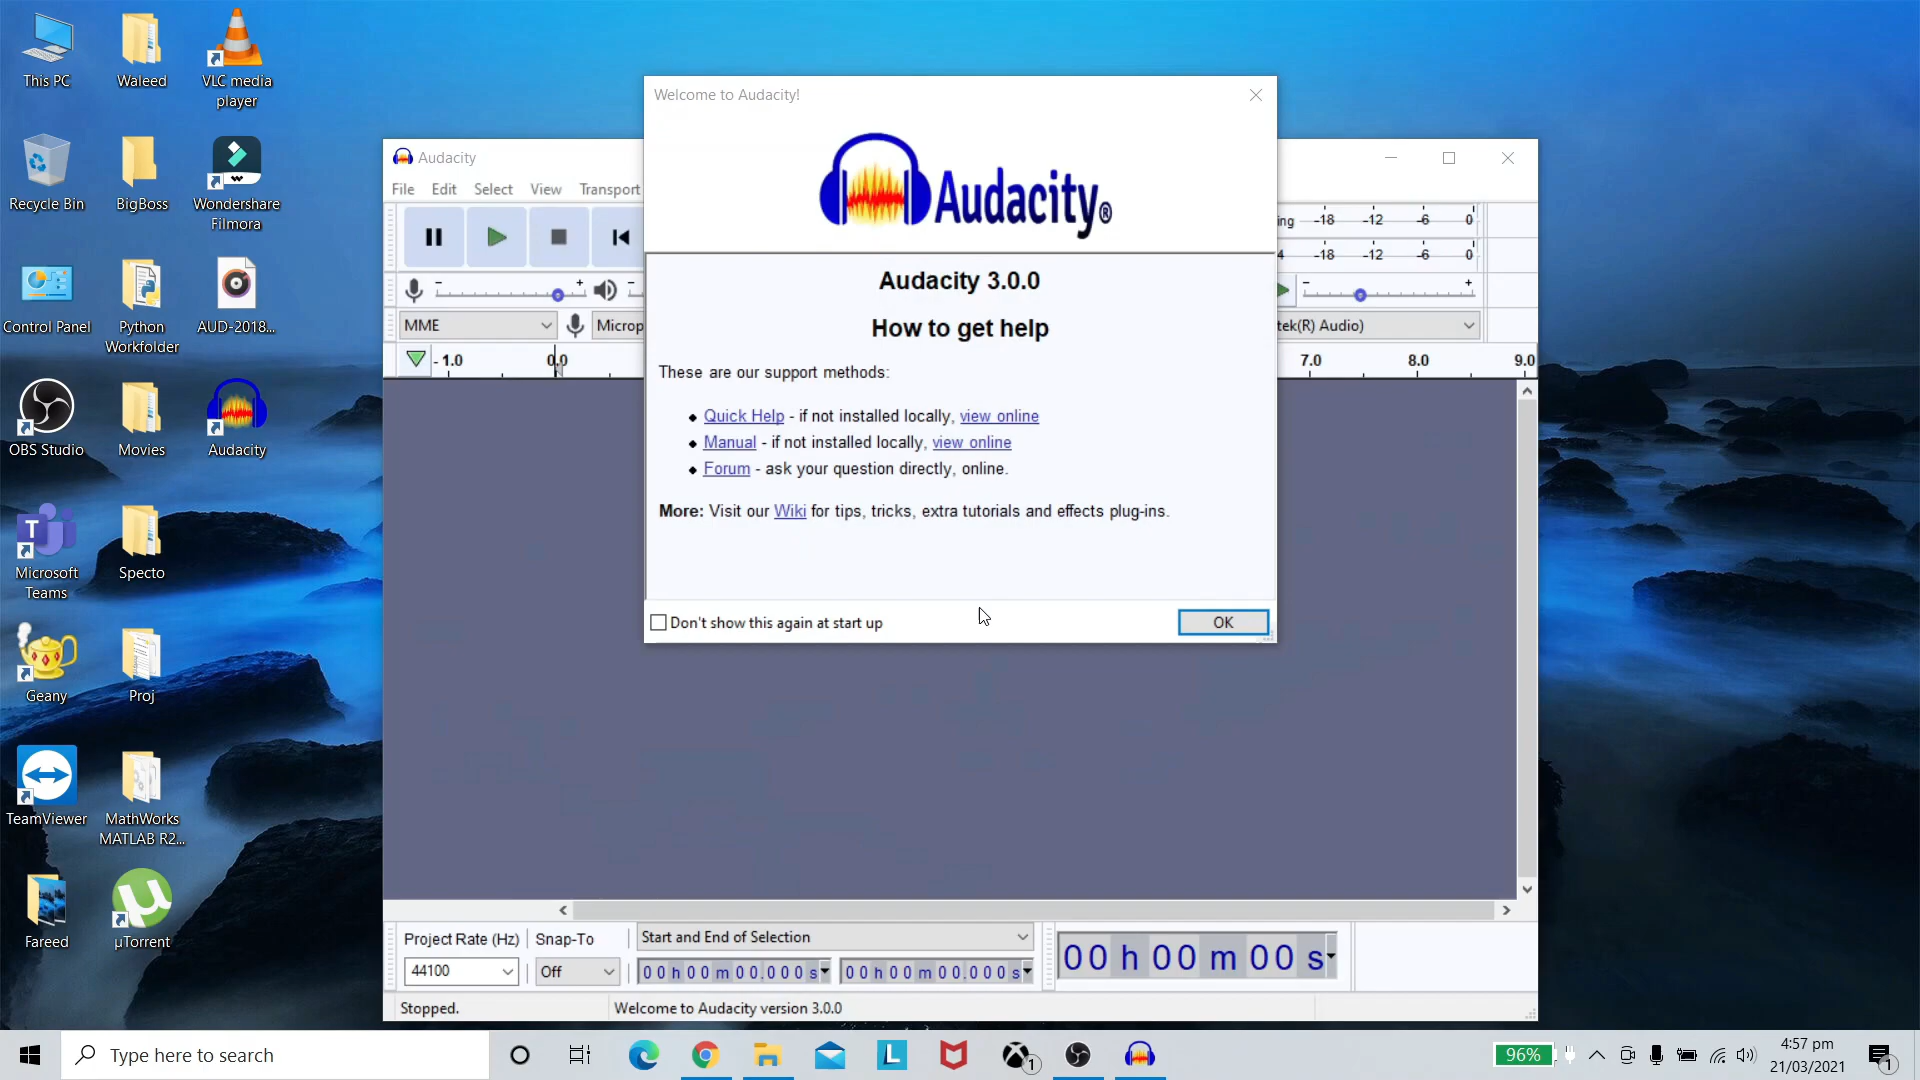 This PC
Waleed
VLC media
player
Recycle Bin
BigBoss
Wondershare
Filmora
Control Panel
Python
Workfolder
AUD-2018...
OBS Studio
Movies
Audacity
Microsoft
Teams
Specto
Geany
Proj
TeamViewer
MathWorks
MATLAB R2...
Fareed
µTorrent
Audacity
File Edit Select View Transport
Welcome to Audacity!
Audacity®
Audacity 3.0.0
How to get help
These are our support methods:
Quick Help - if not installed locally, view online
Manual - if not installed locally, view online
Forum - ask your question directly, online.
More: Visit our Wiki for tips, tricks, extra tutorials and effects plug-ins.
Don't show this again at start up
OK
ing -18 -12 -6 0
4 -18 -12 -6 0
MME
Microp
tek(R) Audio)
-1.0 0.0 7.0 8.0 9.0
Project Rate (Hz) Snap-To Start and End of Selection
44100 Off 00 h 00 m 00.000 s 00 h 00 m 00.000 s
00 h 00 m 00 s
Stopped. Welcome to Audacity version 3.0.0
Type here to search
L
1
96%
4:57 pm
21/03/2021
1